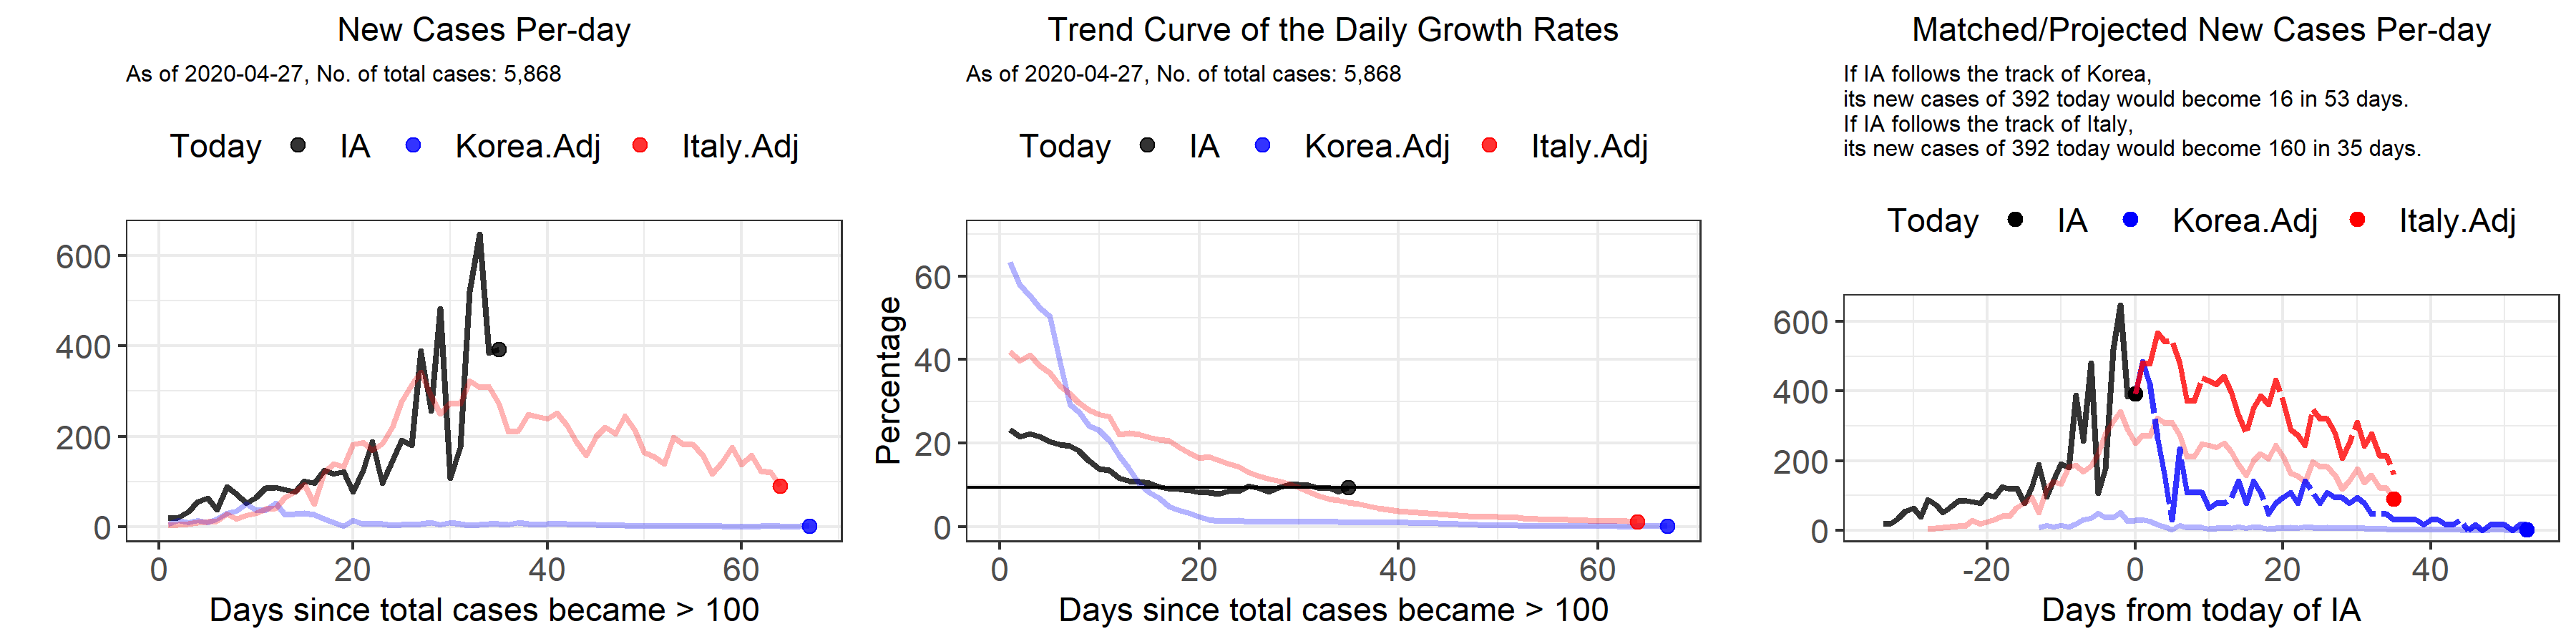 New Cases Per-day
As of 2020-04-27, No. of total cases: 5,868
Today IA Korea.Adj Italy.Adj
600
400
200
0
0 20 40 60
Days since total cases became > 100
Trend Curve of the Daily Growth Rates
As of 2020-04-27, No. of total cases: 5,868
Today IA Korea.Adj Italy.Adj
Percentage
60
40
20
0
0 20 40 60
Days since total cases became > 100
Matched/Projected New Cases Per-day
If IA follows the track of Korea,
its new cases of 392 today would become 16 in 53 days.
If IA follows the track of Italy,
its new cases of 392 today would become 160 in 35 days.
Today IA Korea.Adj Italy.Adj
600
400
200
0
-20 0 20 40
Days from today of IA